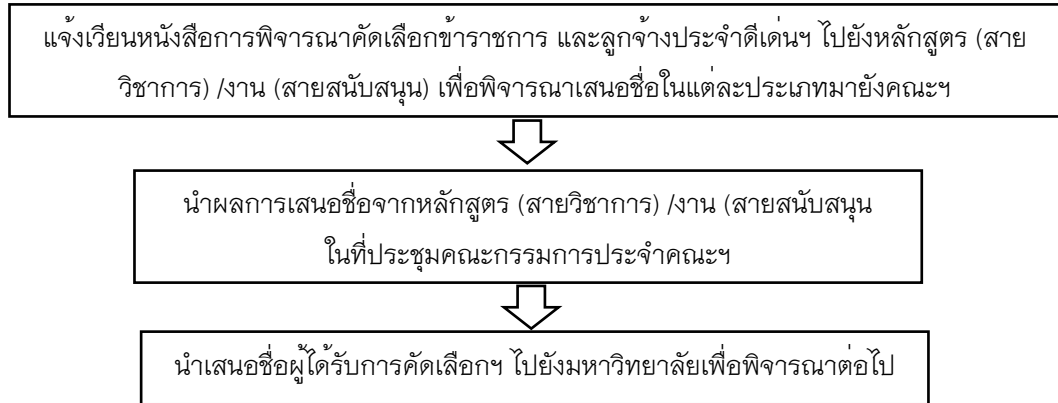 แจ้งเวียนหนังสือการพิจารณาคัดเลือกข้าราชการ และลูกจ้างประจำดีเด่นฯ ไปยังหลักสูตร (สาย
วิชาการ) /งาน (สายสนับสนุน) เพื่อพิจารณาเสนอชื่อในแต่ละประเภทมายังคณะฯ
นำผลการเสนอชื่อจากหลักสูตร (สายวิชาการ) /งาน (สายสนับสนุน
ในที่ประชุมคณะกรรมการประจำคณะฯ
นำเสนอชื่อผู้ได้รับการคัดเลือกฯ ไปยังมหาวิทยาลัยเพื่อพิจารณาต่อไป